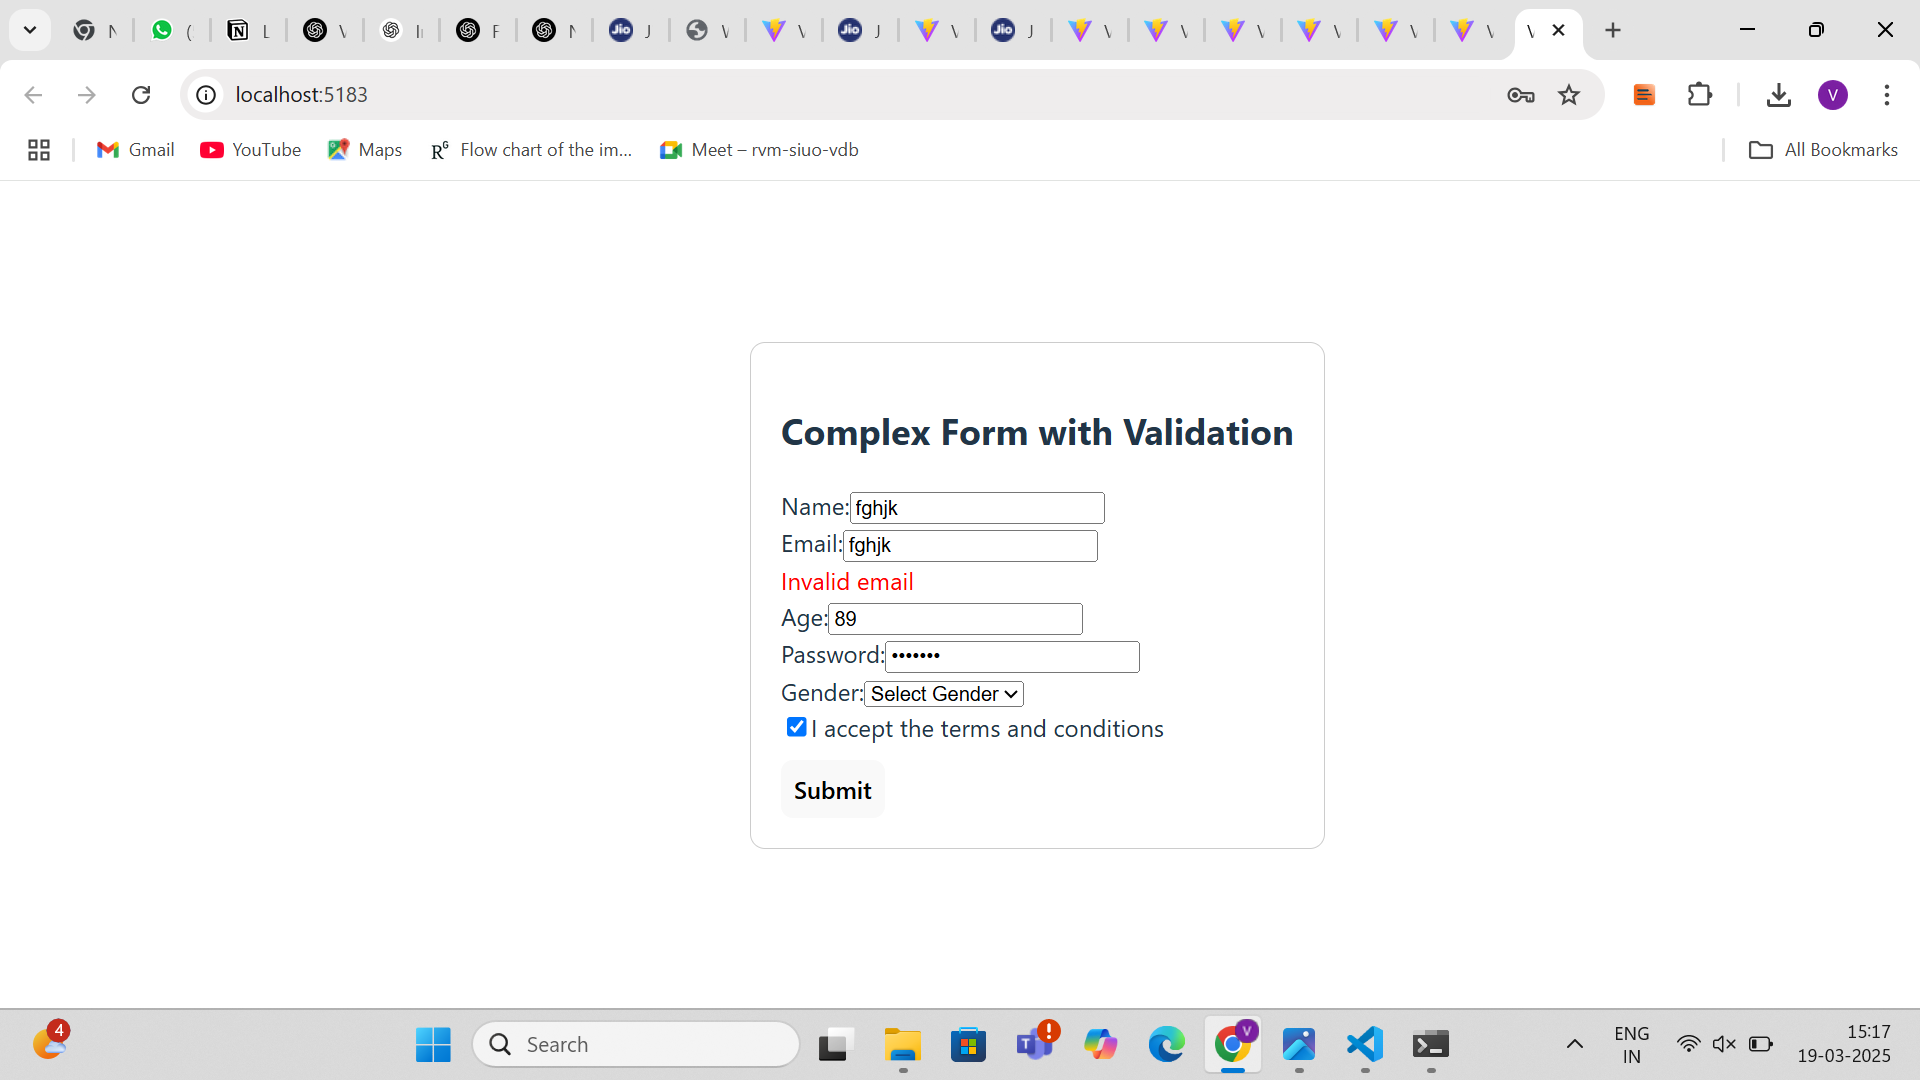 localhost:5183
Gmail
YouTube
Maps
Flow chart of the im...
Meet – rvm-siuo-vdb
All Bookmarks
Complex Form with Validation
Name: fghjk
Email: fghjk
Invalid email
Age: 89
Password: •••••••
Gender: Select Gender
I accept the terms and conditions
Submit
4
Search
ENG
IN
15:17
19-03-2025